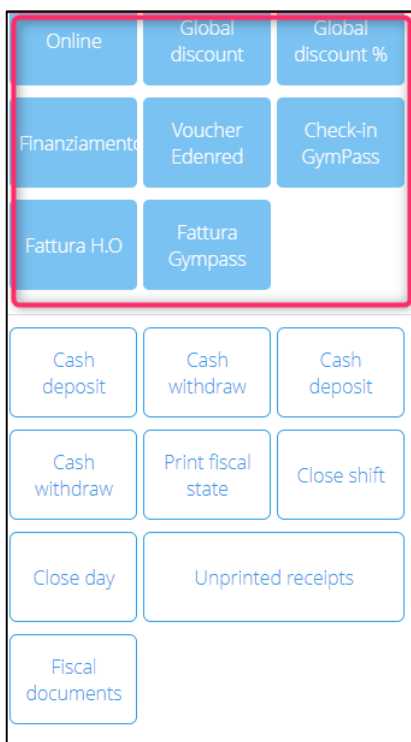 Online
Global
discount
Global
discount %
Finanziamento
Voucher
Edenred
Check-in
GymPass
Fattura H.O
Fattura
Gympass
Cash
deposit
Cash
withdraw
Cash
deposit
Cash
withdraw
Print fiscal
state
Close shift
Close day
Unprinted receipts
Fiscal
documents